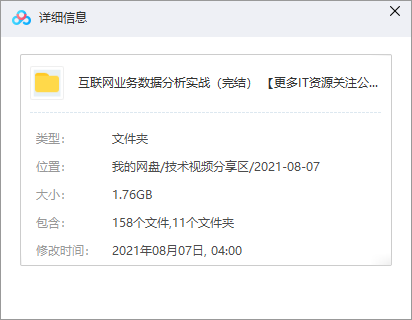 详细信息
互联网业务数据分析实战（完结） 【更多IT资源关注公...
类型： 文件夹
位置： 我的网盘/技术视频分享区/2021-08-07
大小： 1.76GB
包含： 158个文件,11个文件夹
修改时间： 2021年08月07日, 04:00